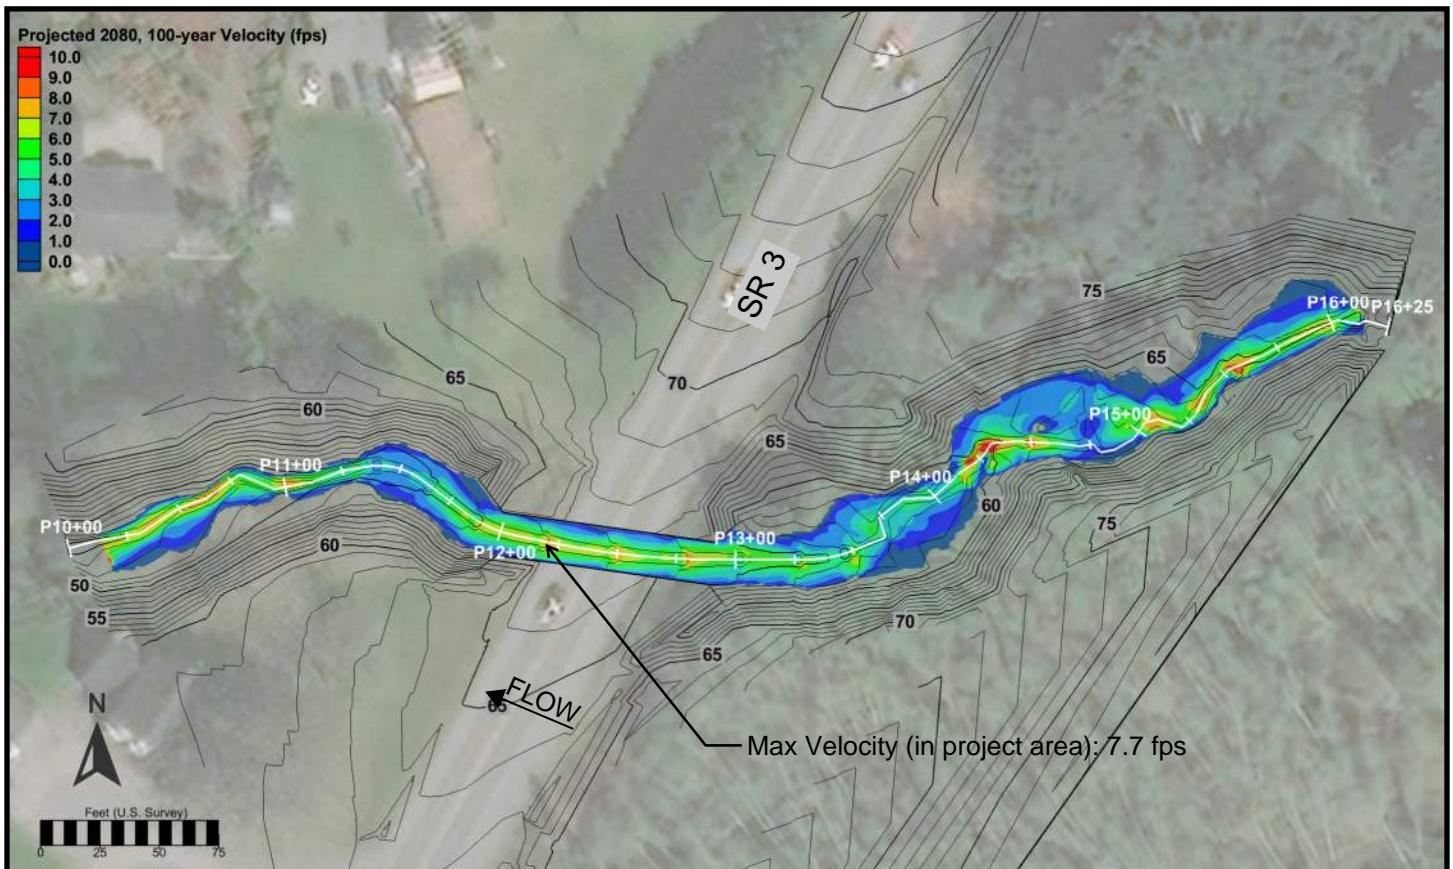 Projected 2080, 100-year Velocity (fps)
10.0
9.0
8.0
7.0
6.0
5.0
4.0
3.0
2.0
1.0
0.0
SR 3
75
P16+00
P16+25
65
70
65
60
65
P15+00
P11+00
P14+00
60
75
P10+00
60
P12+00
P13+00
50
55
70
65
FLOW
65
N
Max Velocity (in project area): 7.7 fps
Feet (U.S. Survey)
0 25 50 75